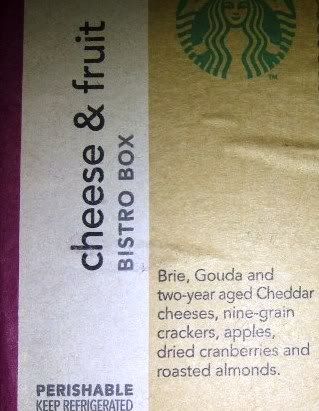 cheese & fruit
BISTRO BOX
Brie, Gouda and
two-year aged Cheddar
cheeses, nine-grain
crackers, apples,
dried cranberries and
roasted almonds.
PERISHABLE
KEEP REFRIGERATED